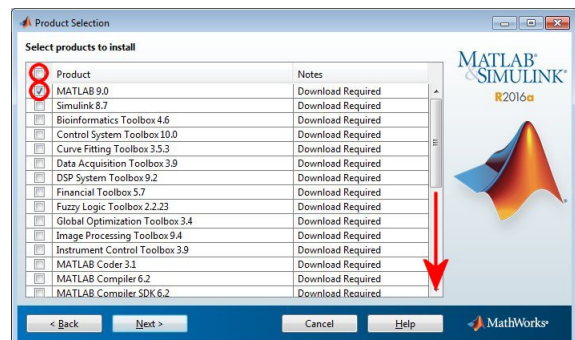 Product Selection
Select products to install
Product Notes
MATLAB 9.0 Download Required
Simulink 8.7 Download Required
Bioinformatics Toolbox 4.6 Download Required
Control System Toolbox 10.0 Download Required
Curve Fitting Toolbox 3.5.3 Download Required
Data Acquisition Toolbox 3.9 Download Required
DSP System Toolbox 9.2 Download Required
Financial Toolbox 5.7 Download Required
Fuzzy Logic Toolbox 2.2.23 Download Required
Global Optimization Toolbox 3.4 Download Required
Image Processing Toolbox 9.4 Download Required
Instrument Control Toolbox 3.9 Download Required
MATLAB Coder 3.1 Download Required
MATLAB Compiler 6.2 Download Required
MATLAB Compiler SDK 6.2 Download Required
MATLAB®
&SIMULINK®
R2016a
< Back Next > Cancel Help MathWorks®